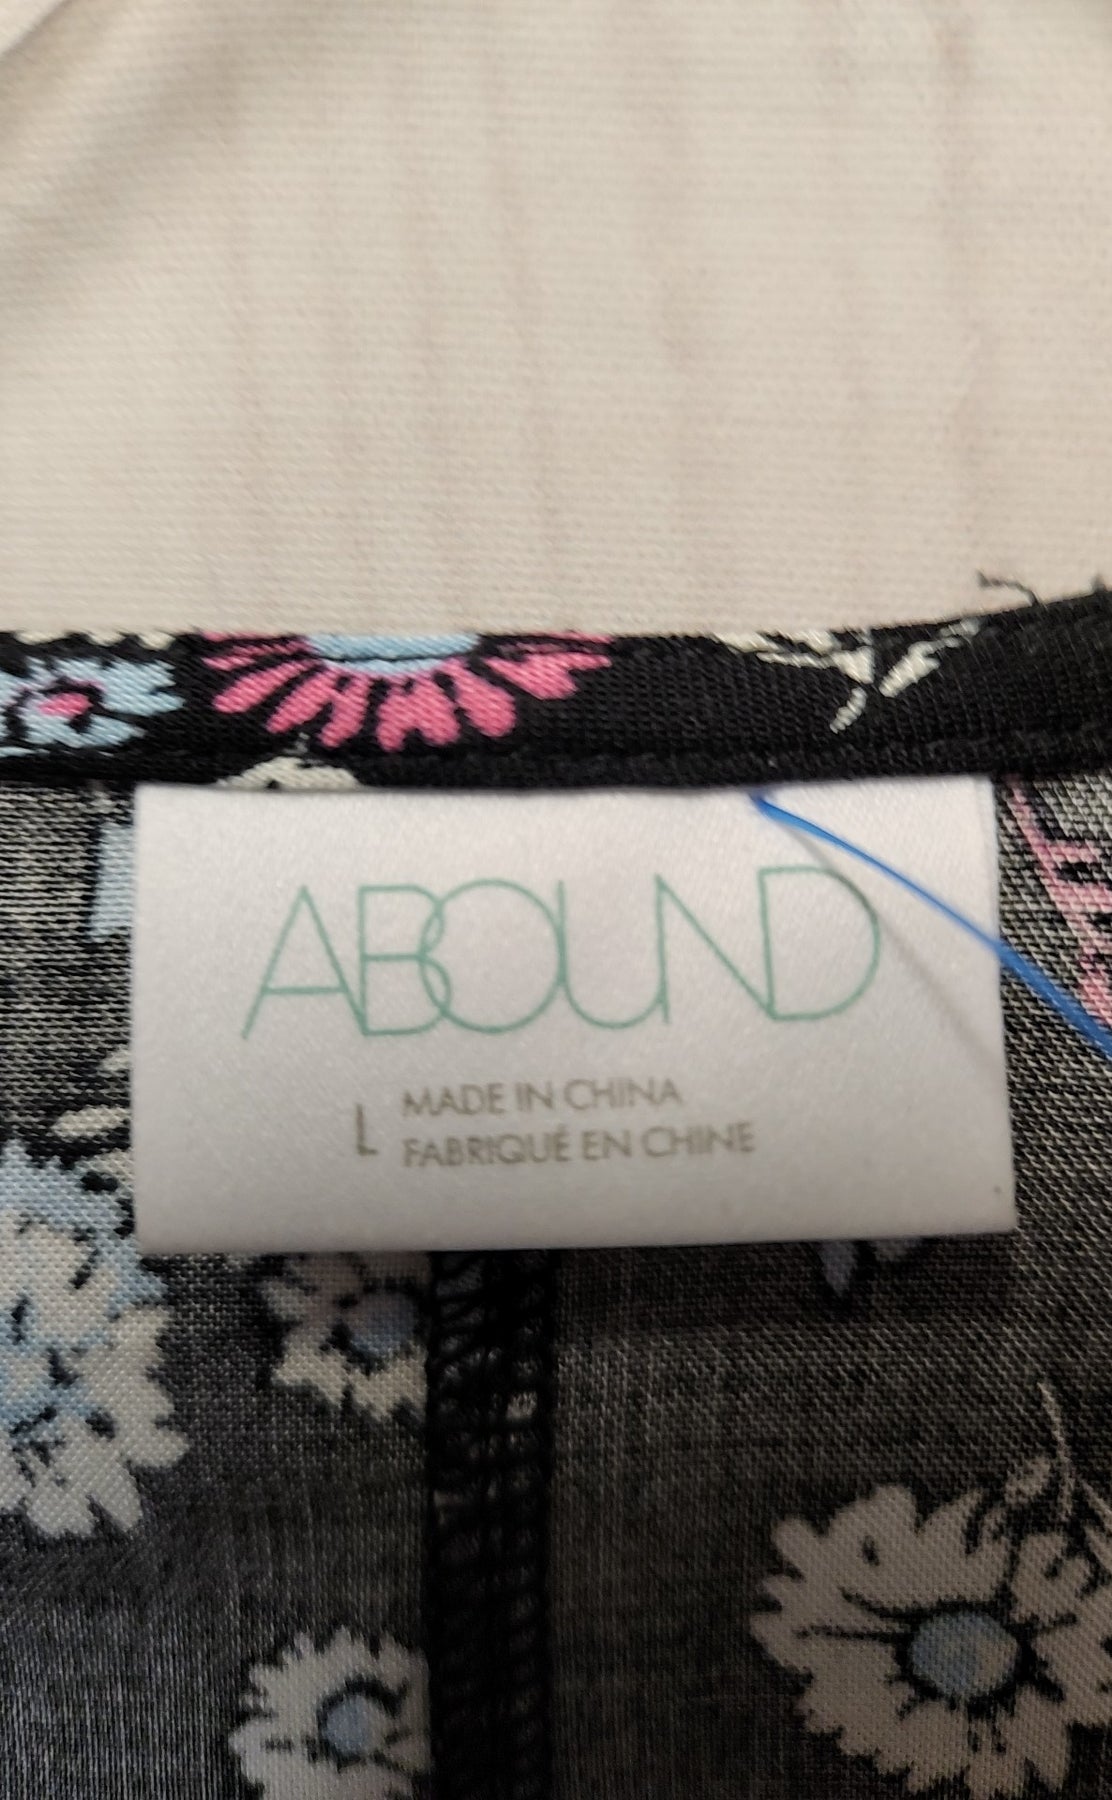 ABOUND
L
MADE IN CHINA
FABRIQUÉ EN CHINE